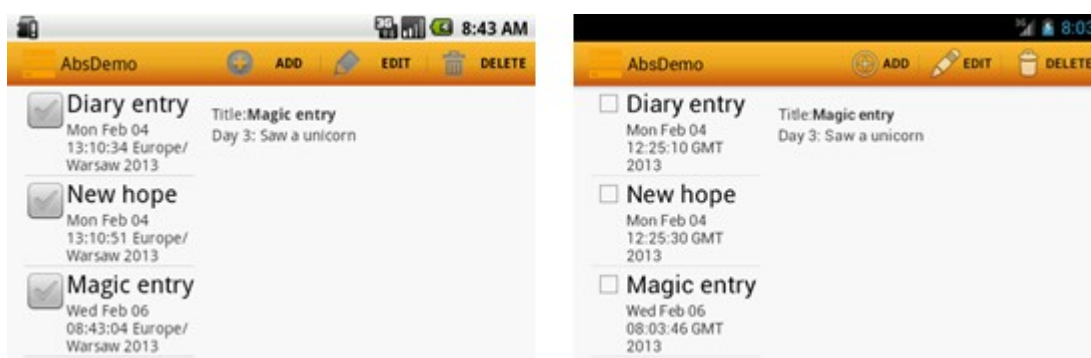 3G 8:43 AM
AbsDemo ADD EDIT DELETE
Diary entry
Mon Feb 04
13:10:34 Europe/
Warsaw 2013
New hope
Mon Feb 04
13:10:51 Europe/
Warsaw 2013
Magic entry
Wed Feb 06
08:43:04 Europe/
Warsaw 2013
Title:Magic entry
Day 3: Saw a unicorn
3G 8:03
AbsDemo ADD EDIT DELETE
Diary entry
Mon Feb 04
12:25:10 GMT
2013
New hope
Mon Feb 04
12:25:30 GMT
2013
Magic entry
Wed Feb 06
08:03:46 GMT
2013
Title:Magic entry
Day 3: Saw a unicorn